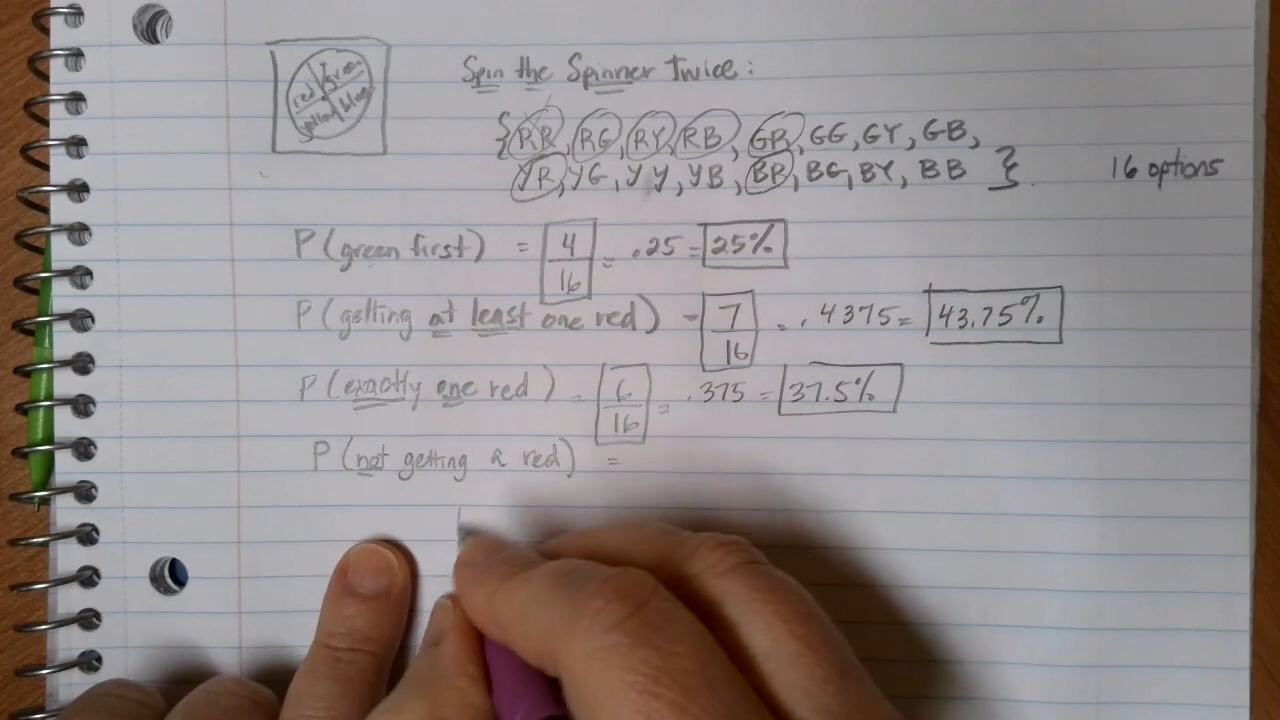 red green
yellow blue
Spin the Spinner Twice:
{RR, RG, RY, RB, GR, GG, GY, GB,
YR, YG, YY, YB, BR, BG, BY, BB}
16 options
P(green first) = 4/16 = .25 = 25%
P(getting at least one red) = 7/16 = .4375 = 43.75%
P(exactly one red) = 6/16 = .375 = 37.5%
P(not getting a red) =